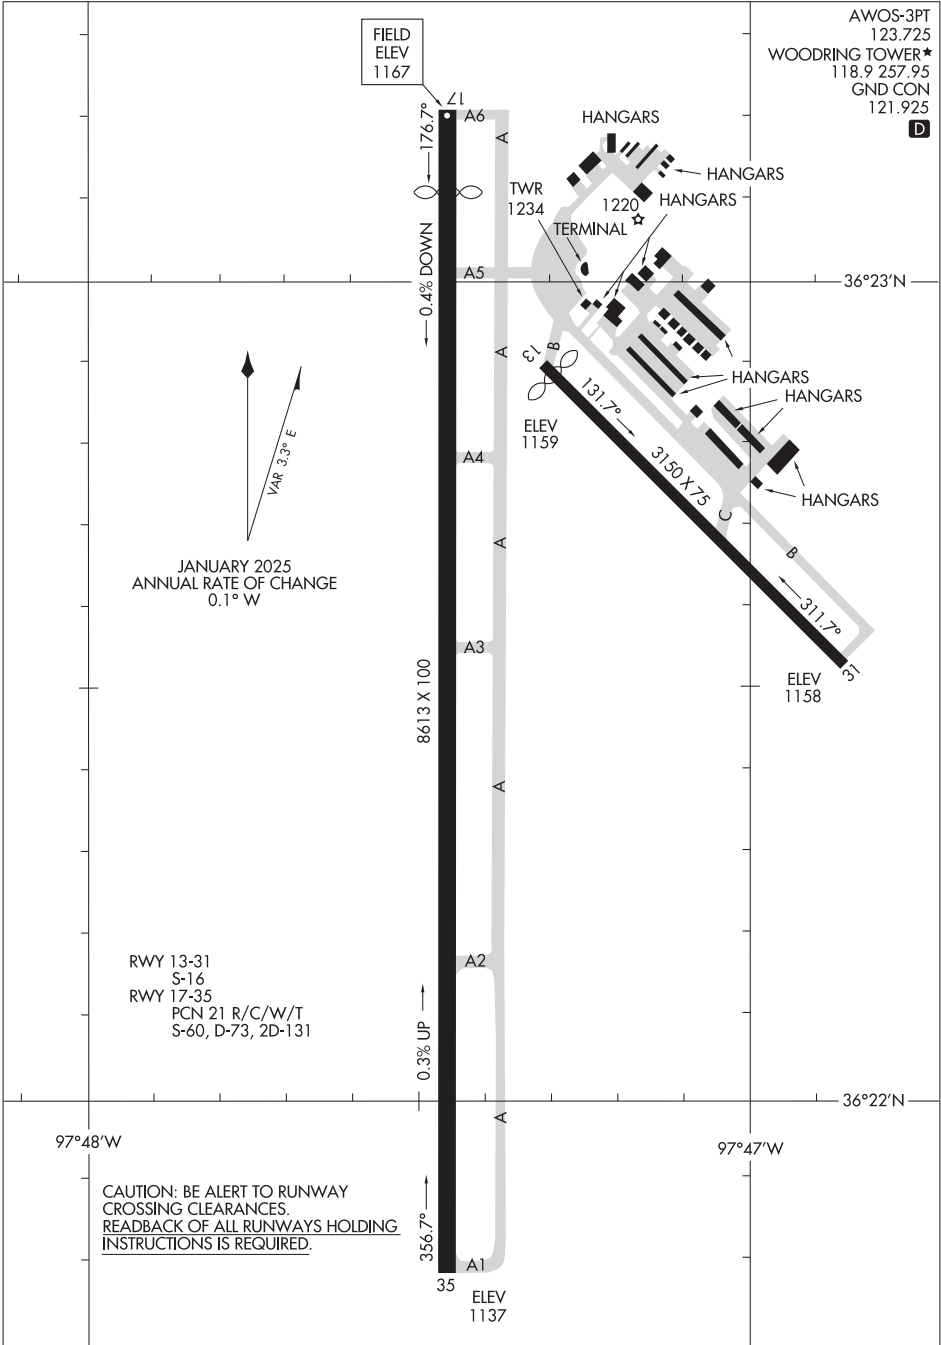 AWOS-3PT
123.725
WOODRING TOWER★
118.9 257.95
GND CON
121.925
D
FIELD
ELEV
1167
17
A6
176.7°
A
HANGARS
HANGARS
TWR
1234
1220
HANGARS
TERMINAL
0.4% DOWN
A5
36°23'N
B
A
13
131.7°
HANGARS
HANGARS
ELEV
1159
VAR 3.3° E
A4
3150 X 75
HANGARS
C
A
B
JANUARY 2025
ANNUAL RATE OF CHANGE
0.1° W
311.7°
A3
31
ELEV
1158
8613 X 100
A
RWY 13-31
S-16
RWY 17-35
PCN 21 R/C/W/T
S-60, D-73, 2D-131
A2
0.3% UP
36°22'N
A
97°48'W
97°47'W
CAUTION: BE ALERT TO RUNWAY
CROSSING CLEARANCES.
READBACK OF ALL RUNWAYS HOLDING
INSTRUCTIONS IS REQUIRED.
356.7°
A1
35
ELEV
1137